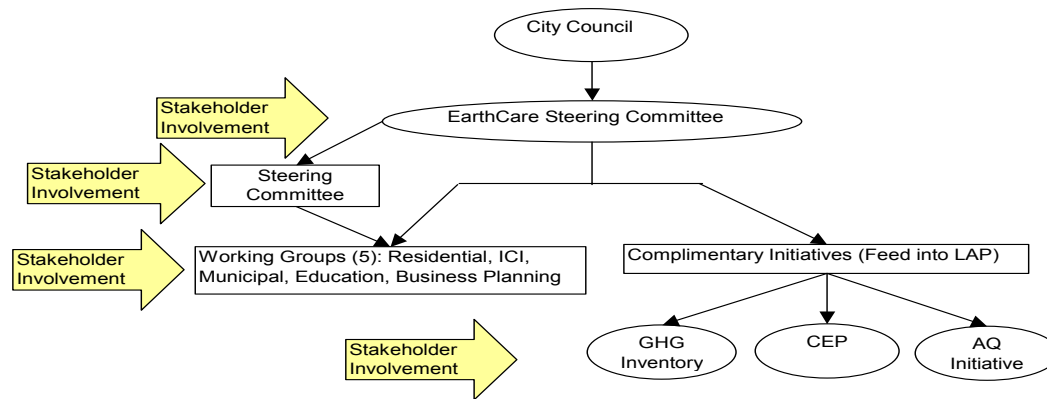 City Council
Stakeholder
Involvement
EarthCare Steering Committee
Stakeholder
Involvement
Steering
Committee
Stakeholder
Involvement
Working Groups (5): Residential, ICI,
Municipal, Education, Business Planning
Complimentary Initiatives (Feed into LAP)
Stakeholder
Involvement
GHG
Inventory
CEP
AQ
Initiative